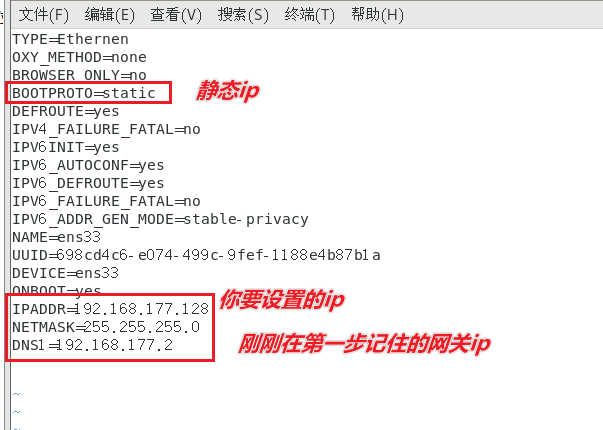 文件(F) 编辑(E) 查看(V) 搜索(S) 终端(T) 帮助(H)
TYPE=Ethernen
OXY_METHOD=none
BROWSER_ONLY=no
BOOTPROTO=static 静态ip
DEFROUTE=yes
IPV4_FAILURE_FATAL=no
IPV6INIT=yes
IPV6_AUTOCONF=yes
IPV6_DEFROUTE=yes
IPV6_FAILURE_FATAL=no
IPV6_ADDR_GEN_MODE=stable-privacy
NAME=ens33
UUID=698cd4c6-e074-499c-9fef-1188e4b87b1a
DEVICE=ens33
ONBOOT=yes
IPADDR=192.168.177.128 你要设置的ip
NETMASK=255.255.255.0
DNS1=192.168.177.2 刚刚在第一步记住的网关ip
~
~
~